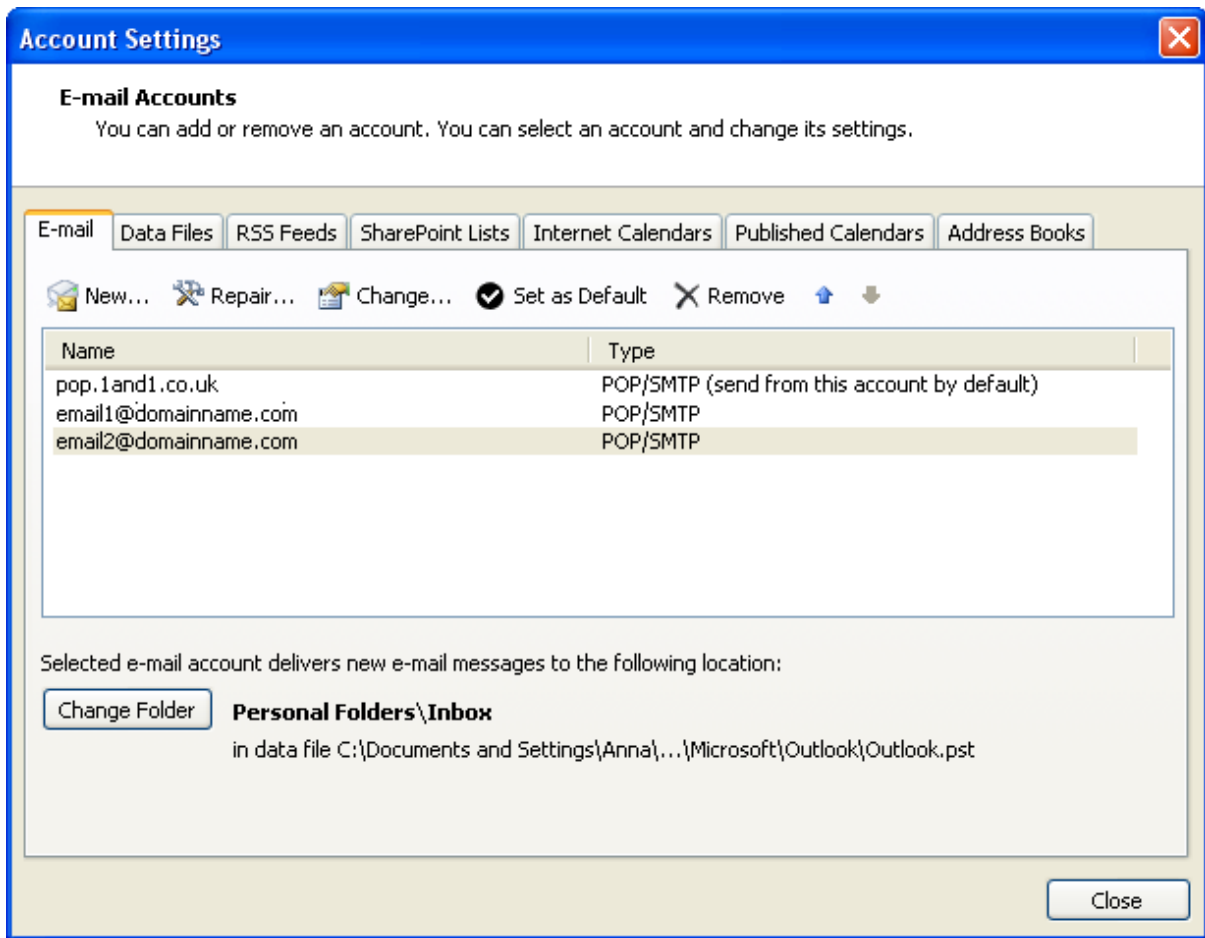 Account Settings
E-mail Accounts
You can add or remove an account. You can select an account and change its settings.
E-mail Data Files RSS Feeds SharePoint Lists Internet Calendars Published Calendars Address Books
New... Repair... Change... Set as Default Remove
Name Type
pop.1and1.co.uk POP/SMTP (send from this account by default)
email1@domainname.com POP/SMTP
email2@domainname.com POP/SMTP
Selected e-mail account delivers new e-mail messages to the following location:
Change Folder Personal Folders\Inbox
in data file C:\Documents and Settings\Anna\...\Microsoft\Outlook\Outlook.pst
Close